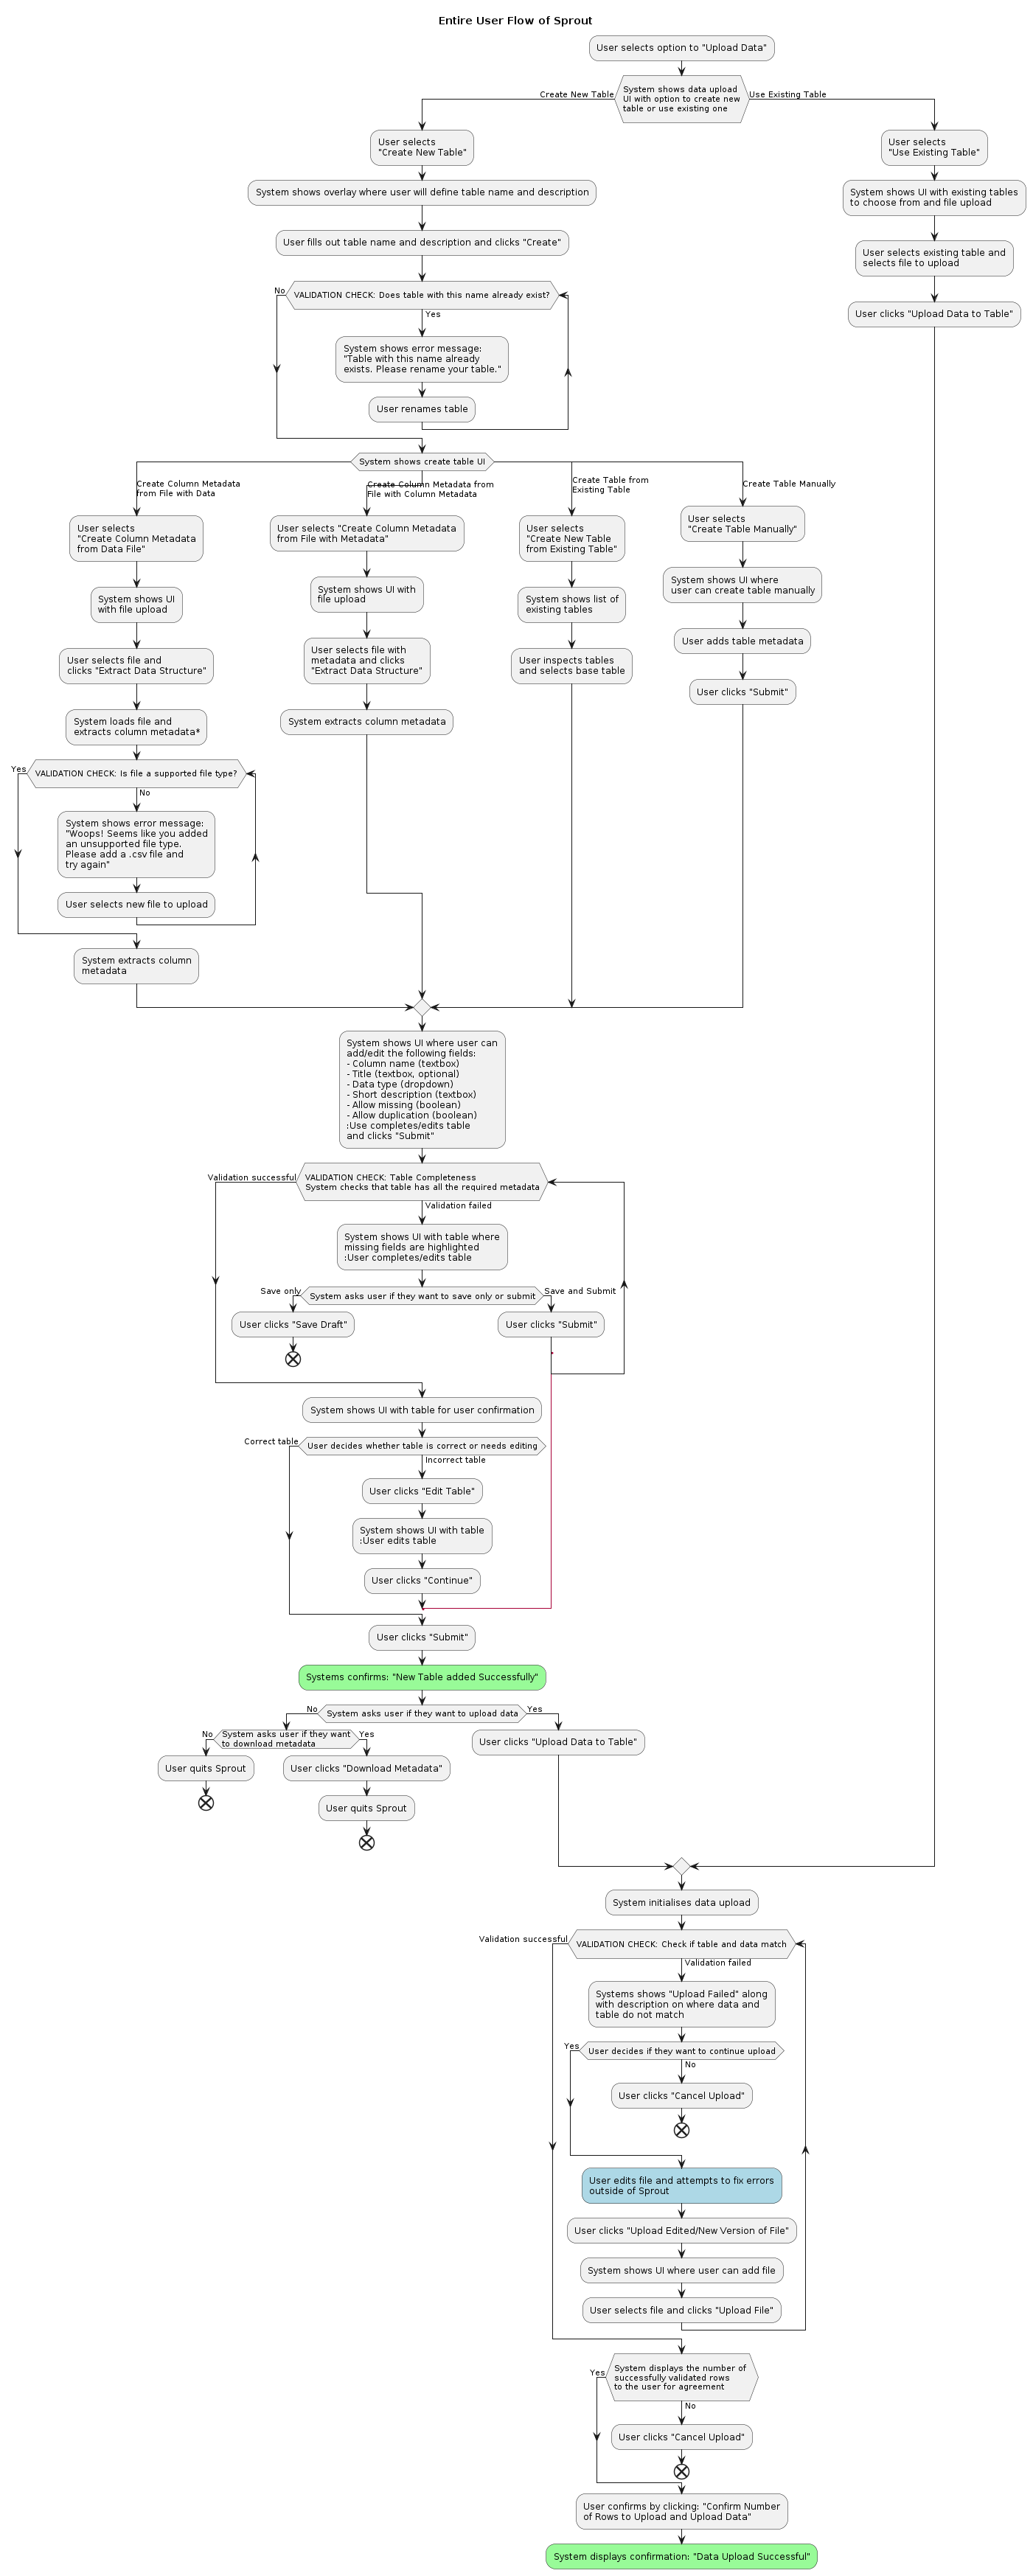 Entire User Flow of Sprout
User selects option to "Upload Data"
System shows data upload
UI with option to create new
table or use existing one
Create New Table
Use Existing Table
User selects
"Create New Table"
System shows overlay where user will define table name and description
User fills out table name and description and clicks "Create"
VALIDATION CHECK: Does table with this name already exist?
No
Yes
System shows error message:
"Table with this name already
exists. Please rename your table."
User renames table
User selects
"Use Existing Table"
System shows UI with existing tables
to choose from and file upload
User selects existing table and
selects file to upload
User clicks "Upload Data to Table"
System shows create table UI
Create Column Metadata
from File with Data
User selects
"Create Column Metadata
from Data File"
System shows UI
with file upload
User selects file and
clicks "Extract Data Structure"
System loads file and
extracts column metadata*
Yes
VALIDATION CHECK: Is file a supported file type?
No
System shows error message:
"Woops! Seems like you added
an unsupported file type.
Please add a .csv file and
try again"
User selects new file to upload
System extracts column
metadata
Create Column Metadata from
File with Column Metadata
User selects "Create Column Metadata
from File with Metadata"
System shows UI with
file upload
User selects file with
metadata and clicks
"Extract Data Structure"
System extracts column metadata
Create Table from
Existing Table
User selects
"Create New Table
from Existing Table"
System shows list of
existing tables
User inspects tables
and selects base table
Create Table Manually
User selects
"Create Table Manually"
System shows UI where
user can create table manually
User adds table metadata
User clicks "Submit"
System shows UI where user can
add/edit the following fields:
- Column name (textbox)
- Title (textbox, optional)
- Data type (dropdown)
- Short description (textbox)
- Allow missing (boolean)
- Allow duplication (boolean)
:Use completes/edits table
and clicks "Submit"
Validation successful
VALIDATION CHECK: Table Completeness
System checks that table has all the required metadata
Validation failed
System shows UI with table where
missing fields are highlighted
:User completes/edits table
Save only
System asks user if they want to save only or submit
Save and Submit
User clicks "Save Draft"
User clicks "Submit"
System shows UI with table for user confirmation
Correct table
User decides whether table is correct or needs editing
Incorrect table
User clicks "Edit Table"
System shows UI with table
:User edits table
User clicks "Continue"
User clicks "Submit"
Systems confirms: "New Table added Successfully"
No
System asks user if they want to upload data
Yes
No
System asks user if they want
to download metadata
Yes
User clicks "Upload Data to Table"
User quits Sprout
User clicks "Download Metadata"
User quits Sprout
System initialises data upload
Validation successful
VALIDATION CHECK: Check if table and data match
Validation failed
Systems shows "Upload Failed" along
with description on where data and
table do not match
Yes
User decides if they want to continue upload
No
User clicks "Cancel Upload"
User edits file and attempts to fix errors
outside of Sprout
User clicks "Upload Edited/New Version of File"
System shows UI where user can add file
User selects file and clicks "Upload File"
Yes
System displays the number of
successfully validated rows
to the user for agreement
No
User clicks "Cancel Upload"
User confirms by clicking: "Confirm Number
of Rows to Upload and Upload Data"
System displays confirmation: "Data Upload Successful"